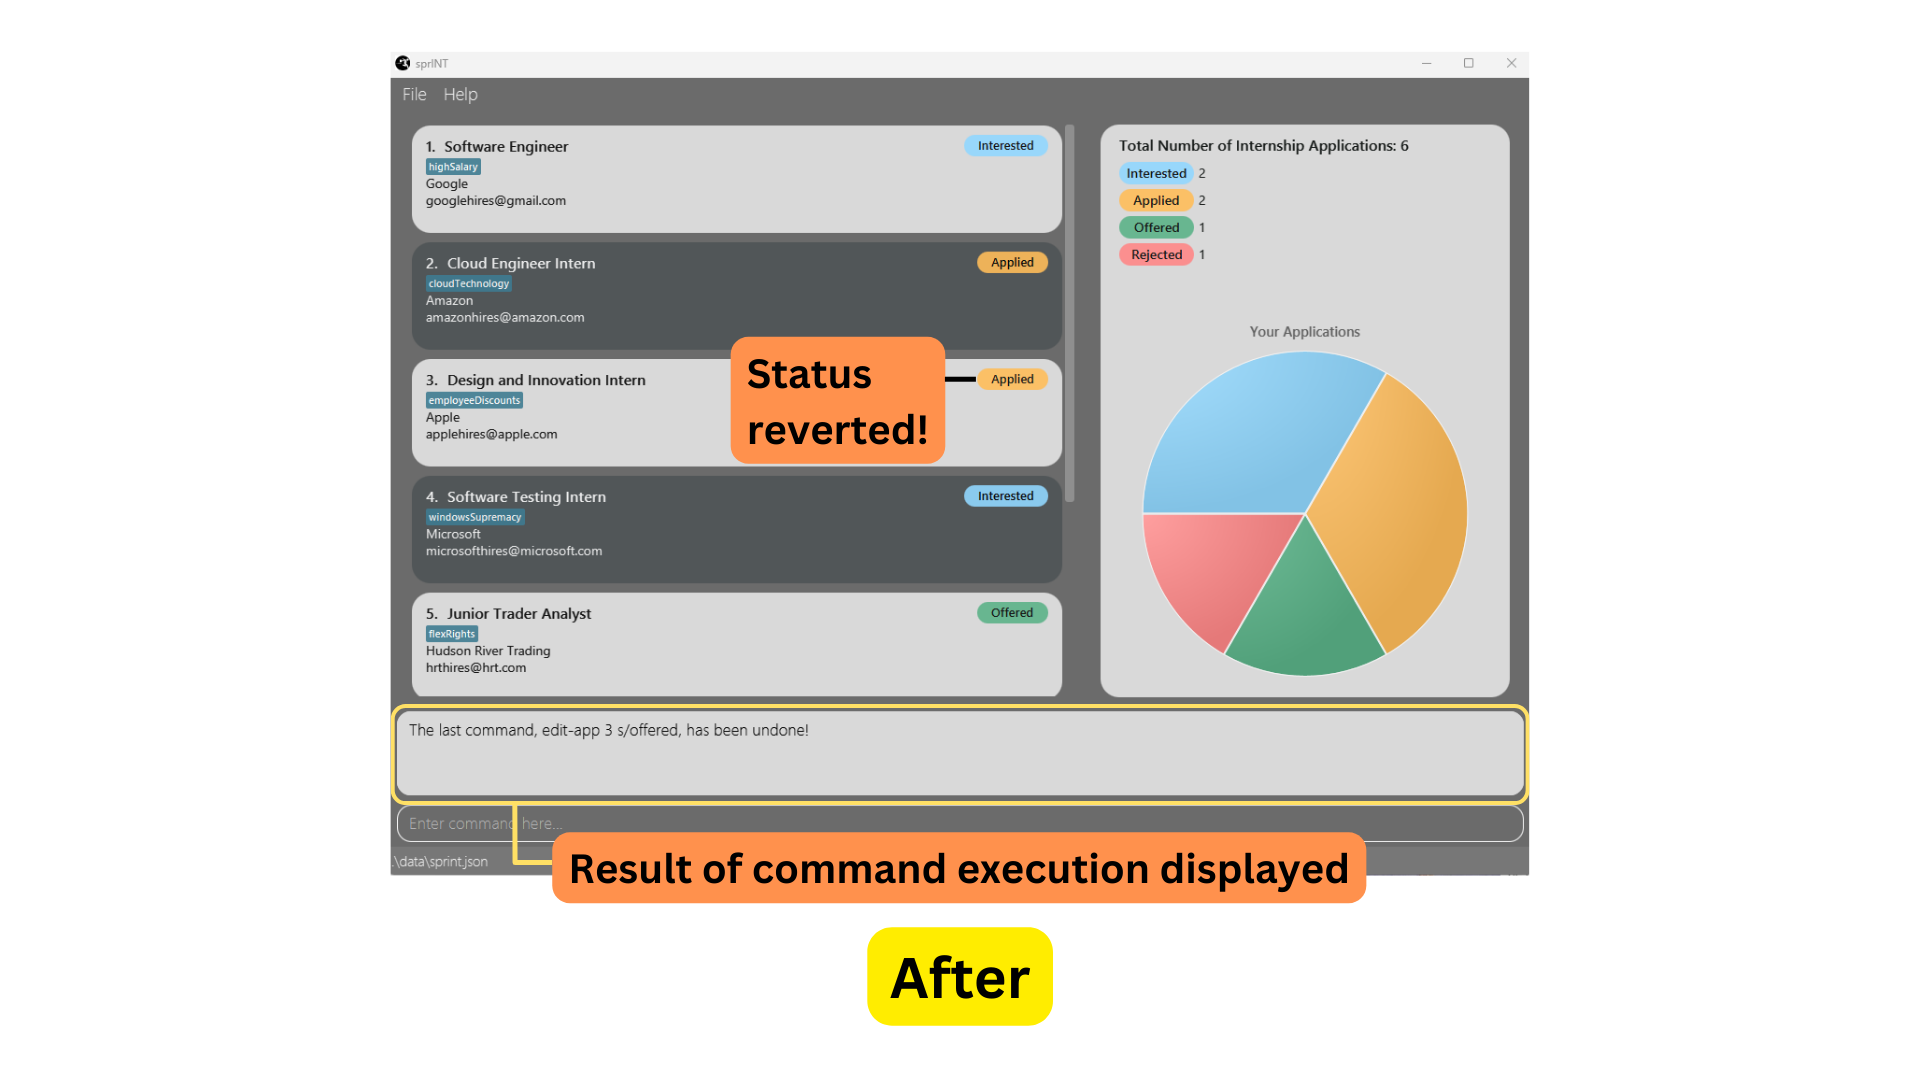 sprINT
File Help
1. Software Engineer
Interested
highSalary
Google
googlehires@gmail.com
2. Cloud Engineer Intern
Applied
cloudTechnology
Amazon
amazonhires@amazon.com
3. Design and Innovation Intern
Applied
employeeDiscounts
Apple
applehires@apple.com
Status
reverted!
4. Software Testing Intern
Interested
windowsSupremacy
Microsoft
microsofthires@microsoft.com
5. Junior Trader Analyst
Offered
flexRights
Hudson River Trading
hrthires@hrt.com
Total Number of Internship Applications: 6
Interested 2
Applied 2
Offered 1
Rejected 1
Your Applications
The last command, edit-app 3 s/offered, has been undone!
Enter command here...
.\data\sprint.json
Result of command execution displayed
After